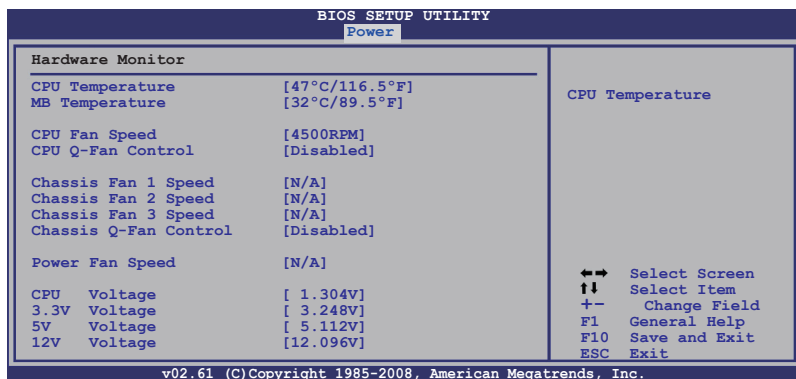 BIOS SETUP UTILITY
Power
Hardware Monitor
CPU Temperature [47°C/116.5°F]
MB Temperature [32°C/89.5°F]
CPU Fan Speed [4500RPM]
CPU Q-Fan Control [Disabled]
Chassis Fan 1 Speed [N/A]
Chassis Fan 2 Speed [N/A]
Chassis Fan 3 Speed [N/A]
Chassis Q-Fan Control [Disabled]
Power Fan Speed [N/A]
CPU Voltage [ 1.304V]
3.3V Voltage [ 3.248V]
5V Voltage [ 5.112V]
12V Voltage [12.096V]
CPU Temperature
←→ Select Screen
↑↓ Select Item
+- Change Field
F1 General Help
F10 Save and Exit
ESC Exit
v02.61 (C)Copyright 1985-2008, American Megatrends, Inc.